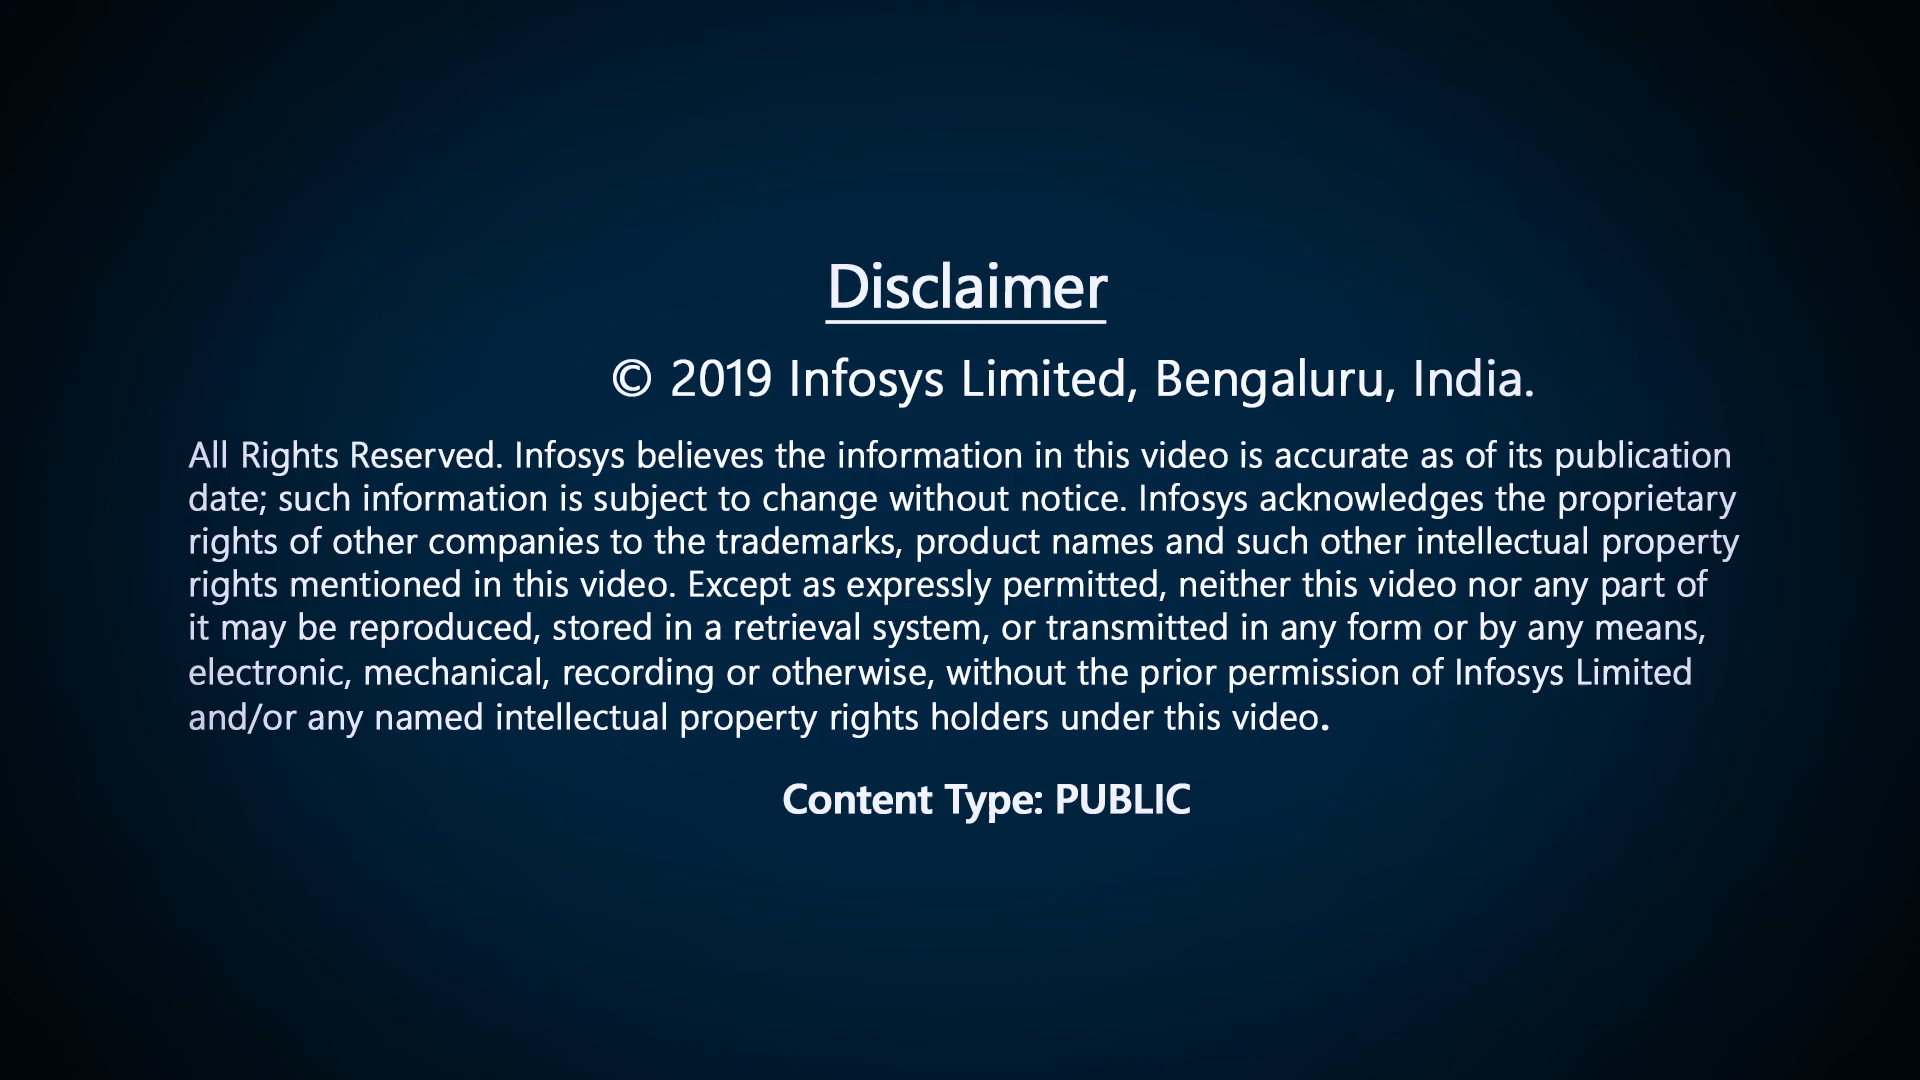 Disclaimer
© 2019 Infosys Limited, Bengaluru, India.
All Rights Reserved. Infosys believes the information in this video is accurate as of its publication
date; such information is subject to change without notice. Infosys acknowledges the proprietary
rights of other companies to the trademarks, product names and such other intellectual property
rights mentioned in this video. Except as expressly permitted, neither this video nor any part of
it may be reproduced, stored in a retrieval system, or transmitted in any form or by any means,
electronic, mechanical, recording or otherwise, without the prior permission of Infosys Limited
and/or any named intellectual property rights holders under this video.
Content Type: PUBLIC